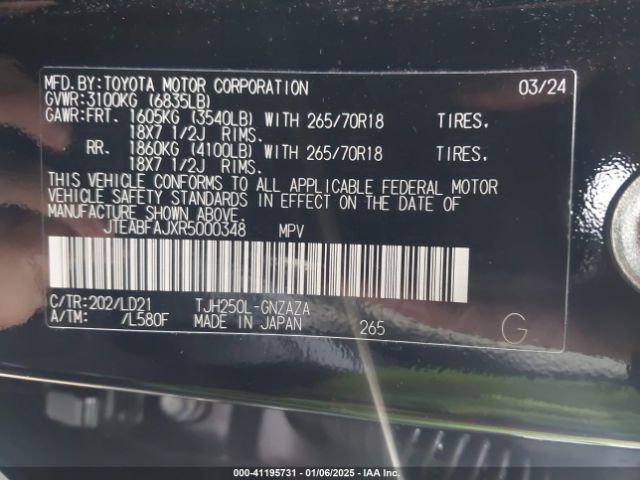 MFD.BY:TOYOTA MOTOR CORPORATION 03/24
GVWR:3100KG (6835LB)
GAWR:FRT. 1605KG (3540LB) WITH 265/70R18 TIRES.
18X7 1/2J RIMS.
RR. 1860KG (4100LB) WITH 265/70R18 TIRES.
18X7 1/2J RIMS.
THIS VEHICLE CONFORMS TO ALL APPLICABLE FEDERAL MOTOR
VEHICLE SAFETY STANDARDS IN EFFECT ON THE DATE OF
MANUFACTURE SHOWN ABOVE.
JTEABFAJXR5000348 MPV
C/TR:202/LD21 TJH250L-GNZAZA
A/TM: /L580F MADE IN JAPAN 265 G
000-41195731 - 01/06/2025 - IAA Inc.